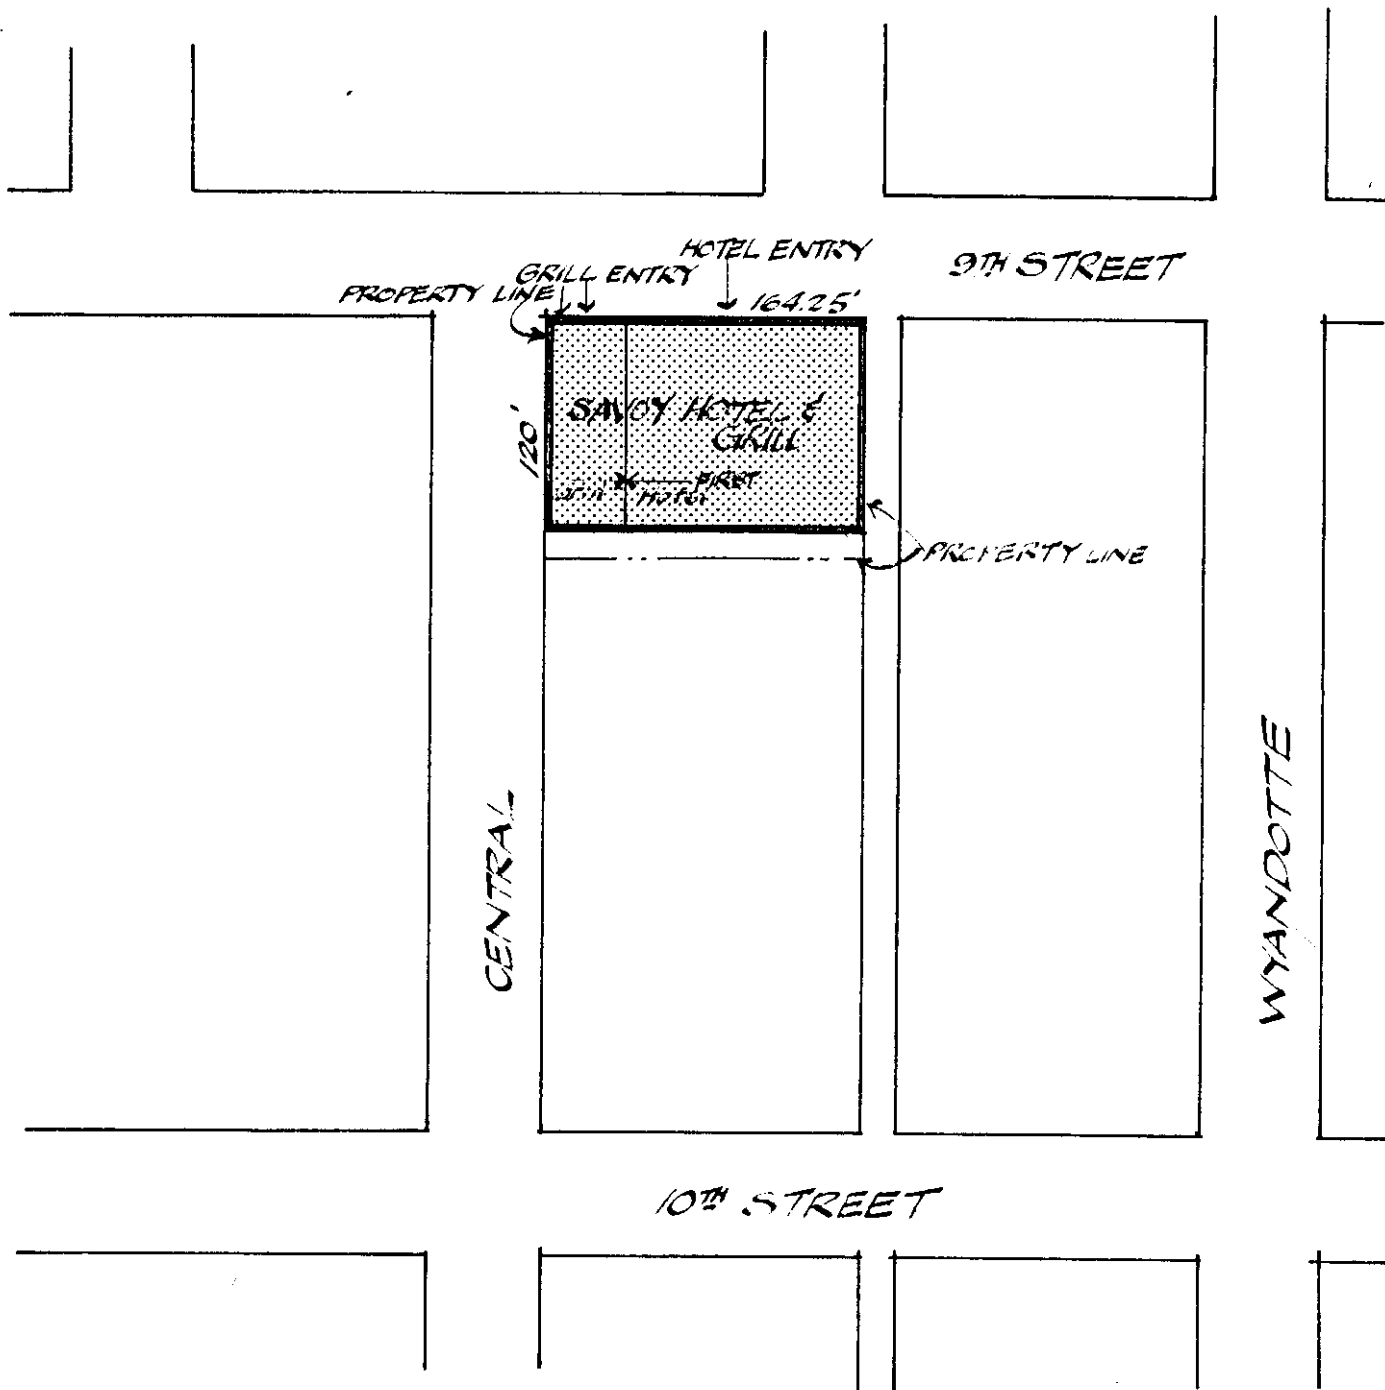 HOTEL ENTRY
9TH STREET
GRILL ENTRY
PROPERTY LINE
164.25'
120'
SAVOY HOTEL &
GRILL
FIRST
Hotel
PROPERTY LINE
CENTRAL
WYANDOTTE
10TH STREET